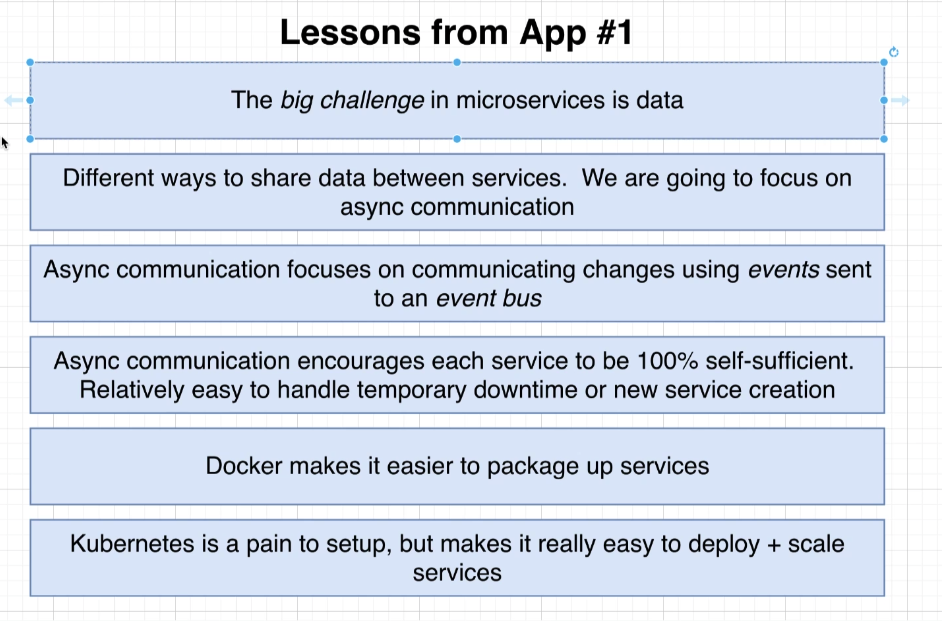 Lessons from App #1
The big challenge in microservices is data
Different ways to share data between services.  We are going to focus on
async communication
Async communication focuses on communicating changes using events sent
to an event bus
Async communication encourages each service to be 100% self-sufficient.
Relatively easy to handle temporary downtime or new service creation
Docker makes it easier to package up services
Kubernetes is a pain to setup, but makes it really easy to deploy + scale
services